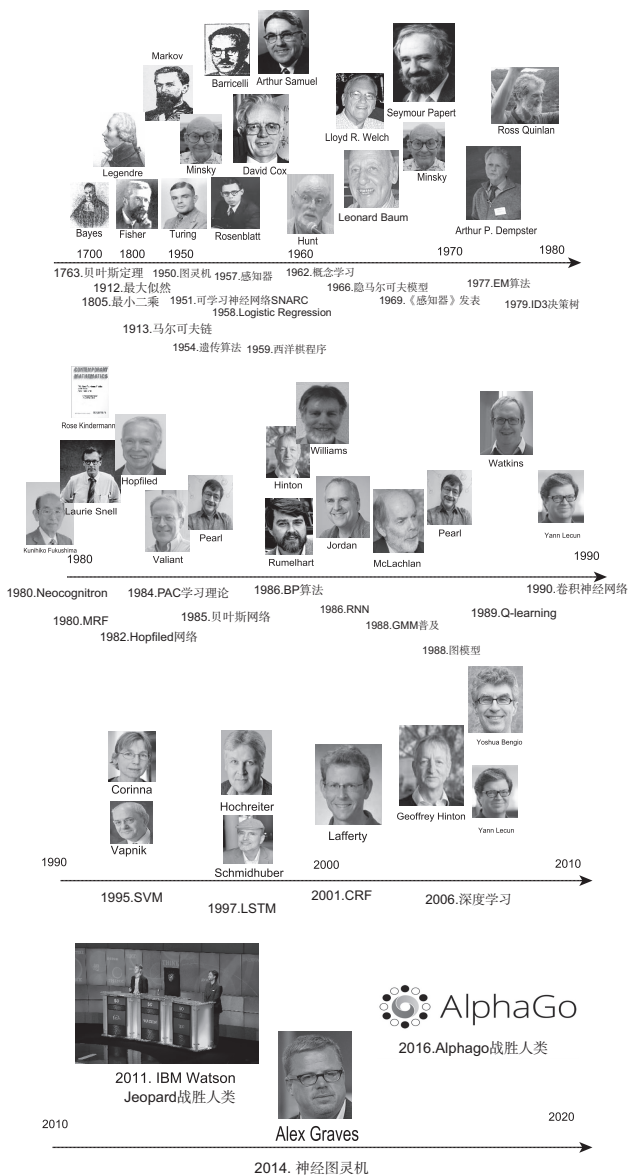 Markov
Barricelli
Arthur Samuel
Seymour Papert
Lloyd R. Welch
Ross Quinlan
Legendre
Minsky
David Cox
Minsky
Leonard Baum
Arthur P. Dempster
Bayes
Fisher
Turing
Rosenblatt
Hunt
1700
1800
1950
1960
1970
1980
1763.贝叶斯定理
1950.图灵机
1957.感知器
1962.概念学习
1912.最大似然
1966.隐马尔可夫模型
1977.EM算法
1805.最小二乘
1951.可学习神经网络SNARC
1969.《感知器》发表
1979.ID3决策树
1958.Logistic Regression
1913.马尔可夫链
1954.遗传算法
1959.西洋棋程序
CONTEMPORARY
MATHEMATICS
Rose Kindermann
Williams
Hopfiled
Hinton
Watkins
Laurie Snell
Pearl
Pearl
Yann Lecun
Kunihiko Fukushima
Valiant
Rumelhart
Jordan
McLachlan
1980
1990
1980.Neocognitron
1984.PAC学习理论
1986.BP算法
1990.卷积神经网络
1980.MRF
1985.贝叶斯网络
1986.RNN
1989.Q-learning
1982.Hopfiled网络
1988.GMM普及
1988.图模型
Yoshua Bengio
Corinna
Hochreiter
Geoffrey Hinton
Yann Lecun
Vapnik
Lafferty
Schmidhuber
1990
2000
2010
1995.SVM
1997.LSTM
2001.CRF
2006.深度学习
AlphaGo
2016.Alphago战胜人类
2011. IBM Watson
Jeopard战胜人类
Alex Graves
2010
2020
2014. 神经图灵机